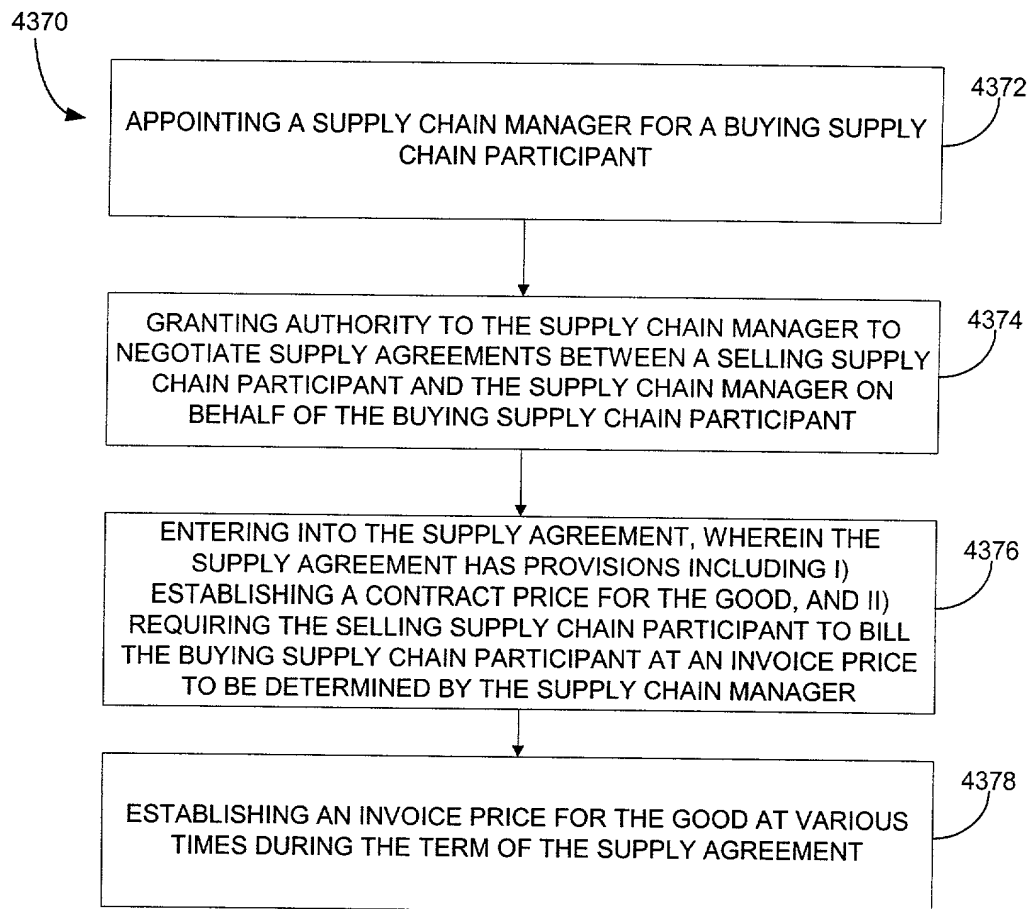 4370
4372
APPOINTING A SUPPLY CHAIN MANAGER FOR A BUYING SUPPLY
CHAIN PARTICIPANT
4374
GRANTING AUTHORITY TO THE SUPPLY CHAIN MANAGER TO
NEGOTIATE SUPPLY AGREEMENTS BETWEEN A SELLING SUPPLY
CHAIN PARTICIPANT AND THE SUPPLY CHAIN MANAGER ON
BEHALF OF THE BUYING SUPPLY CHAIN PARTICIPANT
4376
ENTERING INTO THE SUPPLY AGREEMENT, WHEREIN THE
SUPPLY AGREEMENT HAS PROVISIONS INCLUDING I)
ESTABLISHING A CONTRACT PRICE FOR THE GOOD, AND II)
REQUIRING THE SELLING SUPPLY CHAIN PARTICIPANT TO BILL
THE BUYING SUPPLY CHAIN PARTICIPANT AT AN INVOICE PRICE
TO BE DETERMINED BY THE SUPPLY CHAIN MANAGER
4378
ESTABLISHING AN INVOICE PRICE FOR THE GOOD AT VARIOUS
TIMES DURING THE TERM OF THE SUPPLY AGREEMENT